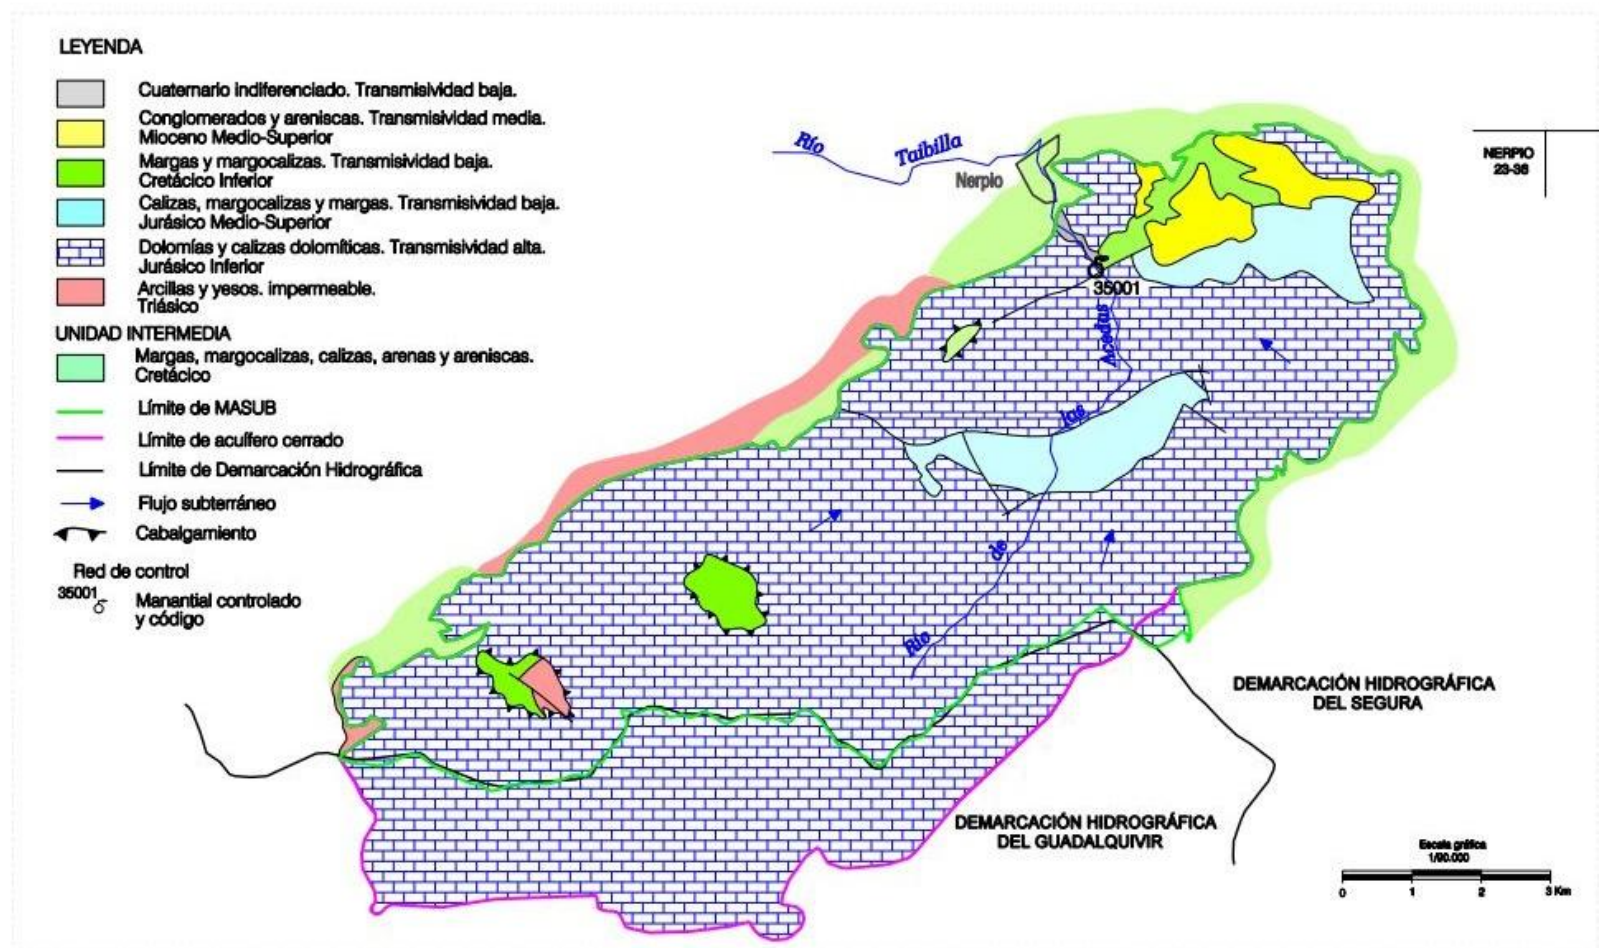 LEYENDA
Cuaternario indiferenciado. Transmisividad baja.
Conglomerados y areniscas. Transmisividad media.
Mioceno Medio-Superior
Margas y margocalizas. Transmisividad baja.
Cretácico Inferior
Calizas, margocalizas y margas. Transmisividad baja.
Jurásico Medio-Superior
Dolomías y calizas dolomíticas. Transmisividad alta.
Jurásico Inferior
Arcillas y yesos. impermeable.
Triásico
UNIDAD INTERMEDIA
Margas, margocalizas, calizas, arenas y areniscas.
Cretácico
Límite de MASUB
Límite de acuífero cerrado
Límite de Demarcación Hidrográfica
Flujo subterráneo
Cabalgamiento
Red de control
35001
Manantial controlado
y código
Río Taibilla
Nerpio
NERPIO
23-36
35001
Río de las Acedas
DEMARCACIÓN HIDROGRÁFICA
DEL SEGURA
DEMARCACIÓN HIDROGRÁFICA
DEL GUADALQUIVIR
Escala gráfica
1/90.000
0 1 2 3 Km